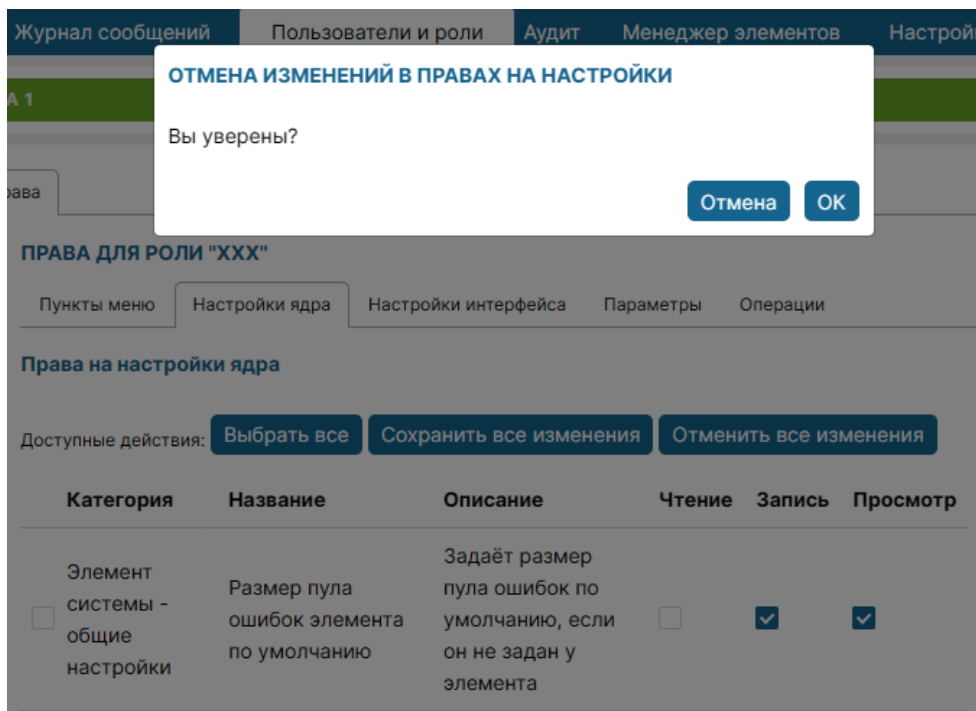 Журнал сообщений Пользователи и роли Аудит Менеджер элементов Настрой
ОТМЕНА ИЗМЕНЕНИЙ В ПРАВАХ НА НАСТРОЙКИ
А 1
Вы уверены?
рава
Отмена ОК
ПРАВА ДЛЯ РОЛИ "XXX"
Пункты меню Настройки ядра Настройки интерфейса Параметры Операции
Права на настройки ядра
Доступные действия: Выбрать все Сохранить все изменения Отменить все изменения
Категория Название Описание Чтение Запись Просмотр
Элемент
системы -
общие
настройки
Размер пула
ошибок элемента
по умолчанию
Задаёт размер
пула ошибок по
умолчанию, если
он не задан у
элемента